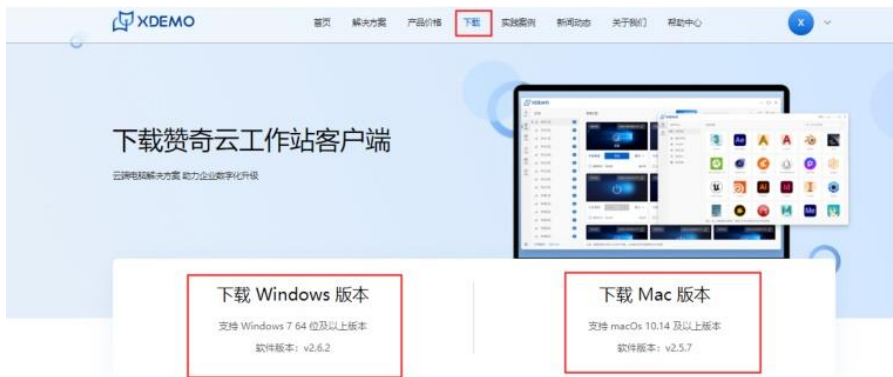 XDEMO
首页 解决方案 产品价格 下载 实践案例 新闻动态 关于我们 帮助中心 X
下载赞奇云工作站客户端
云端电脑解决方案 助力企业数字化升级
下载 Windows 版本
支持 Windows 7 64 位及以上版本
软件版本：v2.6.2
下载 Mac 版本
支持 macOs 10.14 及以上版本
软件版本：v2.5.7